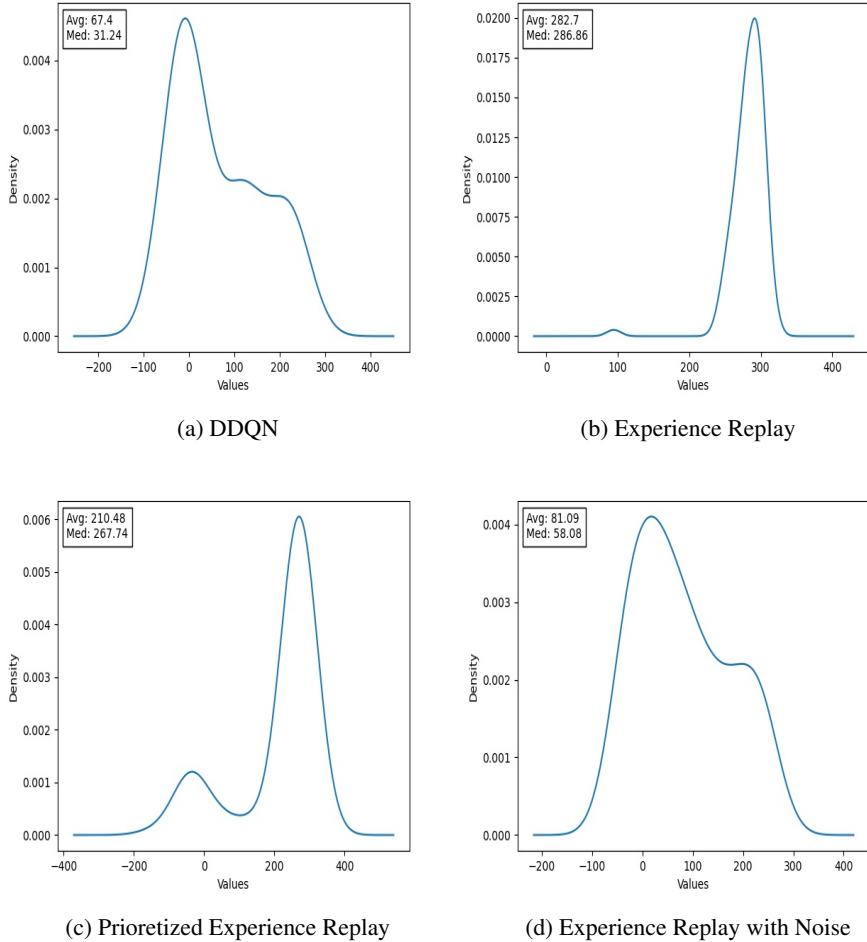 Avg: 67.4
Med: 31.24
0.004
0.003
0.002
0.001
0.000
Density
−200 −100 0 100 200 300 400
Values
(a) DDQN
Avg: 282.7
Med: 286.86
0.0200
0.0175
0.0150
0.0125
0.0100
0.0075
0.0050
0.0025
0.0000
Density
0 100 200 300 400
Values
(b) Experience Replay
Avg: 210.48
Med: 267.74
0.006
0.005
0.004
0.003
0.002
0.001
0.000
Density
−400 −200 0 200 400
Values
(c) Prioretized Experience Replay
Avg: 81.09
Med: 58.08
0.004
0.003
0.002
0.001
0.000
Density
−200 −100 0 100 200 300 400
Values
(d) Experience Replay with Noise